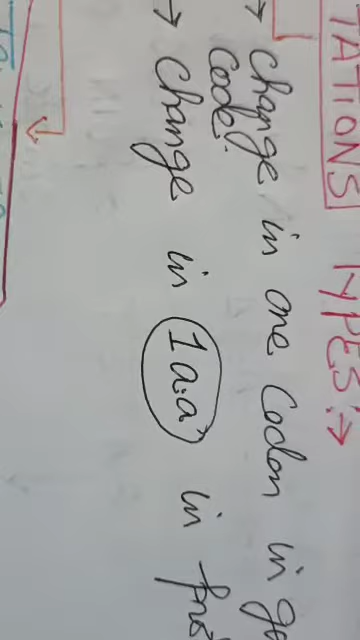 TATIONS TYPES:→
→ change in one codon in ge
code.
→ change in 1 a.a in pro